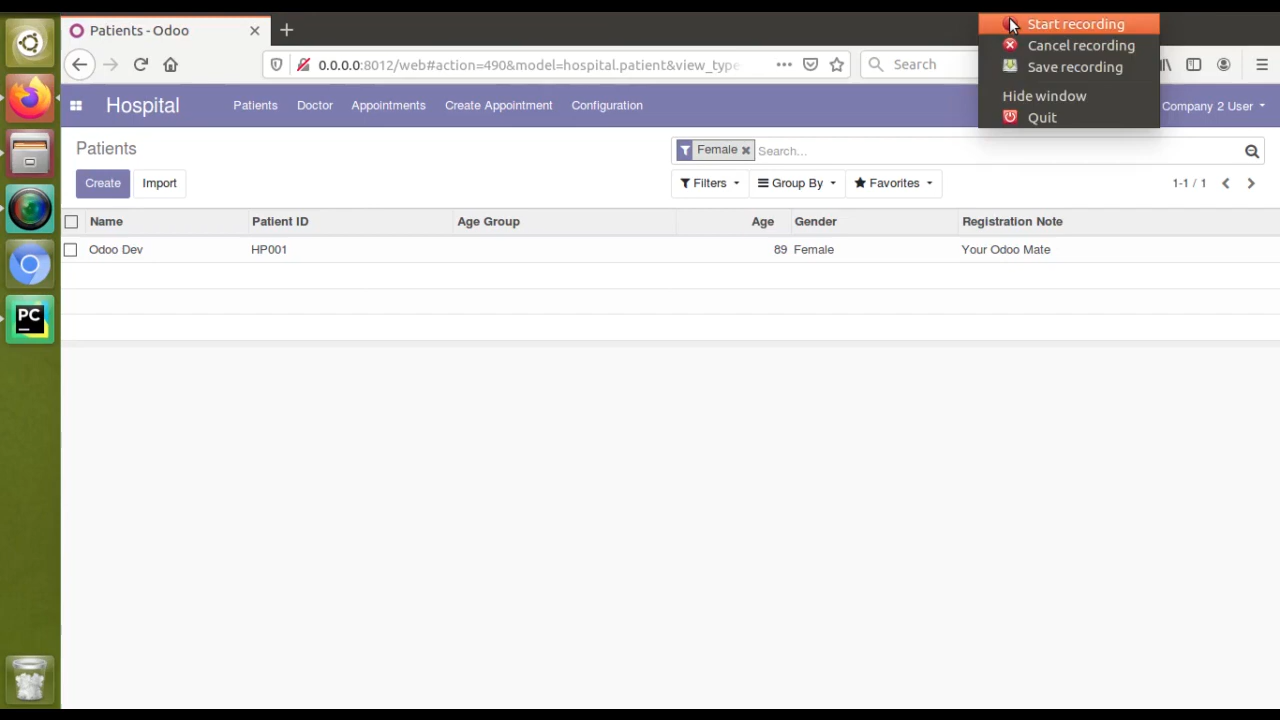 Patients - Odoo
Start recording
Cancel recording
Save recording
Hide window
Quit
0.0.0.0:8012/web#action=490&model=hospital.patient&view_type
Search
Hospital
Patients Doctor Appointments Create Appointment Configuration
Company 2 User
Patients
Female
Search...
Create Import
Filters Group By Favorites
1-1 / 1
Name Patient ID Age Group Age Gender Registration Note
Odoo Dev HP001 89 Female Your Odoo Mate
PC